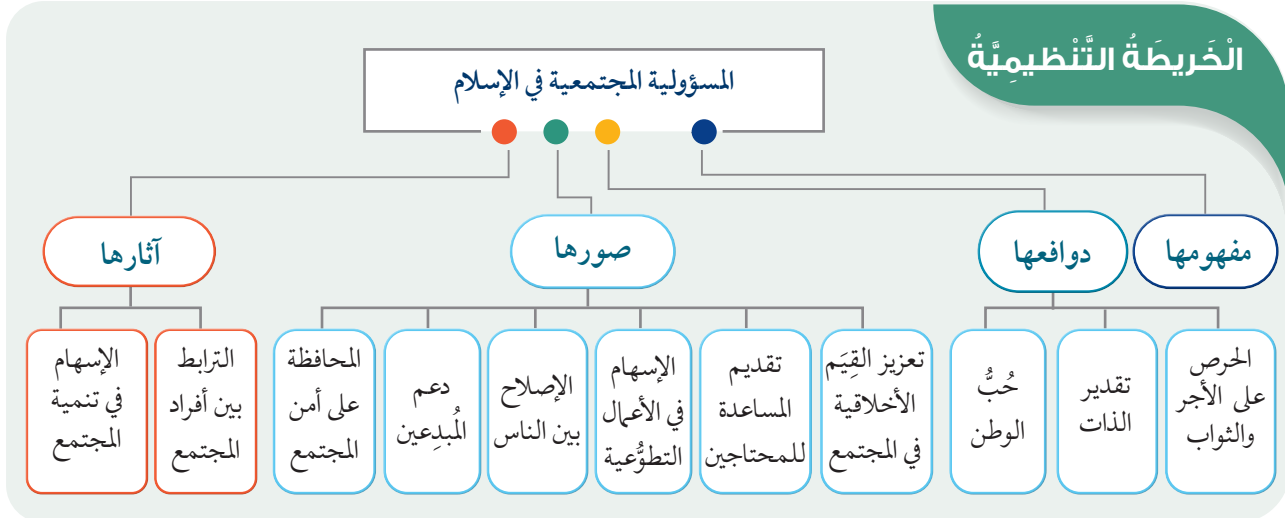 الْخَريطَةُ التَّنْظيمِيَّةُ
المسؤولية المجتمعية في الإسلام
مفهومها
دوافعها
صورها
آثارها
الحرص
على الأجر
والثواب
تقدير
الذات
حُبُّ
الوطن
تعزيز القِيَم
الأخلاقية
في المجتمع
تقديم
المساعدة
للمحتاجين
الإسهام
في الأعمال
التطوُّعية
الإصلاح
بين الناس
دعم
المُبدِعين
المحافظة
على أمن
المجتمع
الترابط
بين أفراد
المجتمع
الإسهام
في تنمية
المجتمع